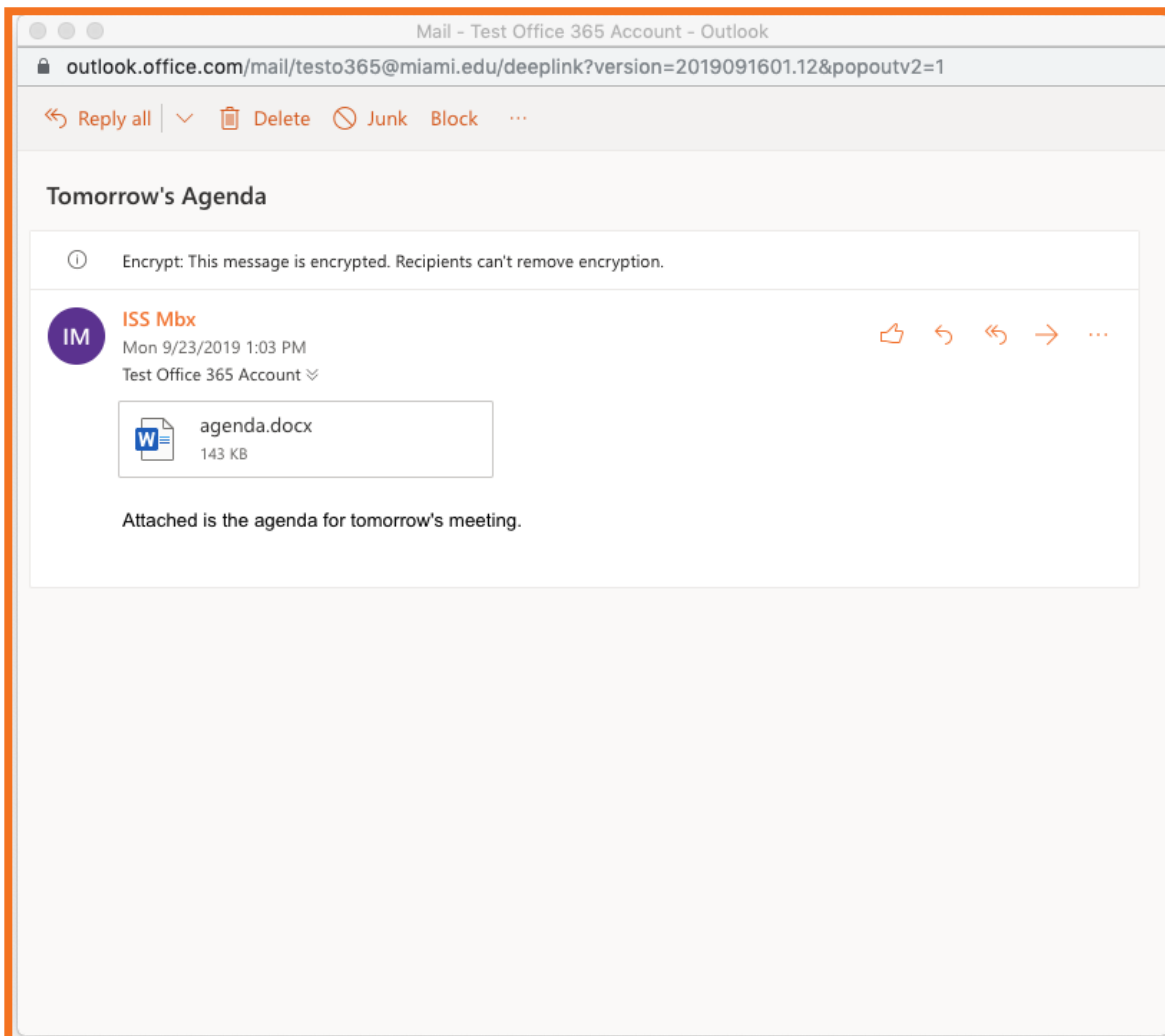 Mail - Test Office 365 Account - Outlook
outlook.office.com/mail/testo365@miami.edu/deeplink?version=2019091601.12&popoutv2=1
Reply all Delete Junk Block ...
Tomorrow's Agenda
Encrypt: This message is encrypted. Recipients can't remove encryption.
IM
ISS Mbx
Mon 9/23/2019 1:03 PM
Test Office 365 Account
W
agenda.docx
143 KB
Attached is the agenda for tomorrow's meeting.